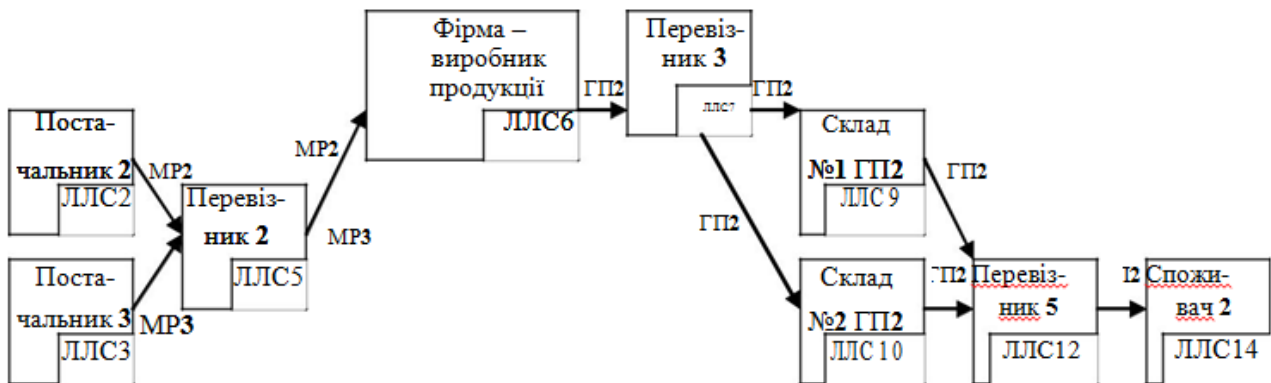 Фірма –
виробник
продукції
ЛЛС6
ГП2
Перевіз-
ник 3
ЛЛС7
ГП2
Поста-
чальник 2
ЛЛС2
МР2
МР2
Перевіз-
ник 2
ЛЛС5
МР3
Поста-
чальник 3
ЛЛС3
МР3
Склад
№1 ГП2
ЛЛС 9
ГП2
ГП2
Склад
№2 ГП2
ЛЛС 10
ГП2
Перевіз-
ник 5
ЛЛС12
Спожи-
вач 2
ЛЛС14